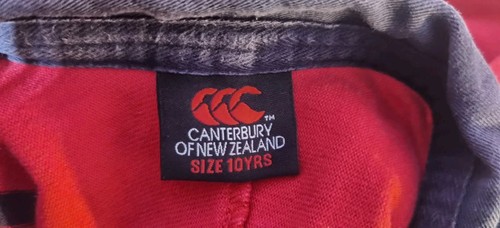 TM
CANTERBURY
OF NEW ZEALAND
SIZE 10YRS